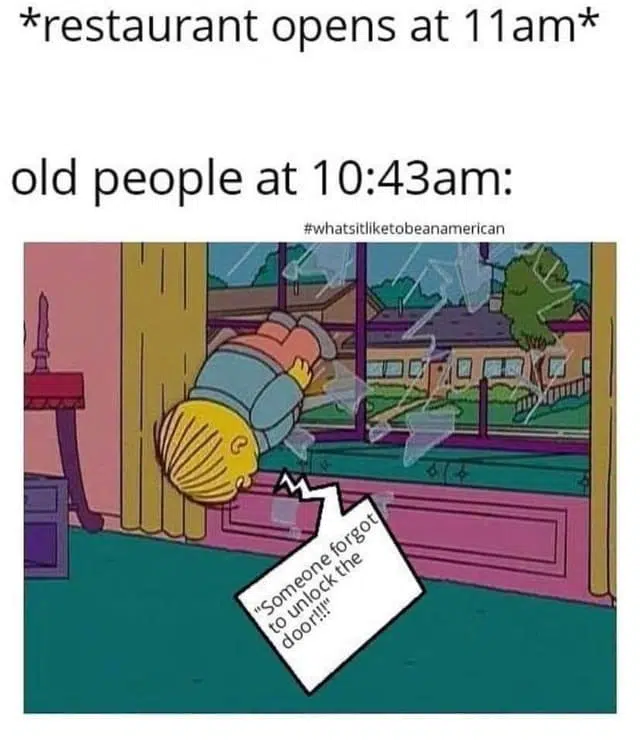 *restaurant opens at 11am*
old people at 10:43am:
#whatsitliketobeanamerican
"Someone forgot
to unlock the
door!!!"